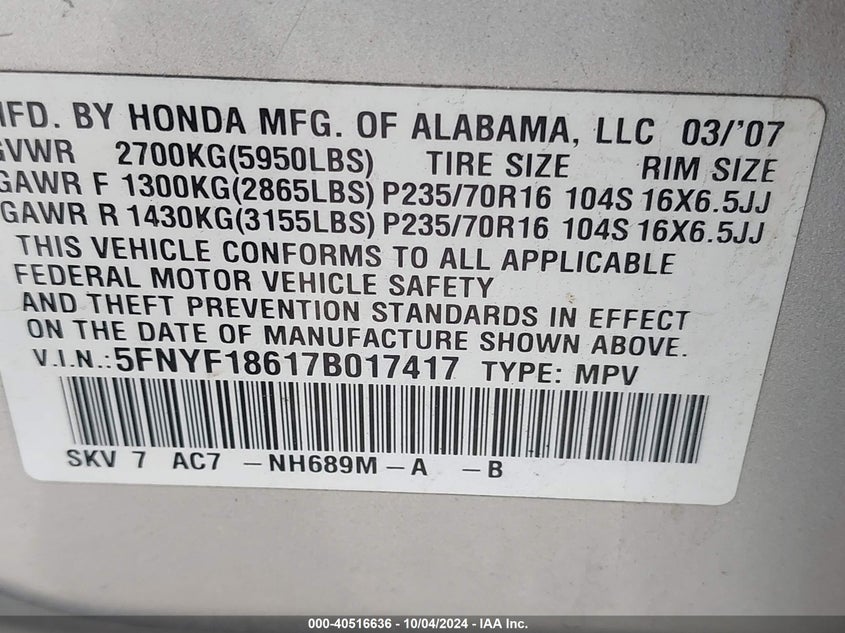 MFD. BY HONDA MFG. OF ALABAMA, LLC 03/'07
GVWR 2700KG(5950LBS) TIRE SIZE RIM SIZE
GAWR F 1300KG(2865LBS) P235/70R16 104S 16X6.5JJ
GAWR R 1430KG(3155LBS) P235/70R16 104S 16X6.5JJ
THIS VEHICLE CONFORMS TO ALL APPLICABLE
FEDERAL MOTOR VEHICLE SAFETY
AND THEFT PREVENTION STANDARDS IN EFFECT
ON THE DATE OF MANUFACTURE SHOWN ABOVE.
V.I.N.: 5FNYF18617B017417 TYPE: MPV
SKV 7 AC7 -NH689M-A -B
000-40516636 - 10/04/2024 - IAA Inc.